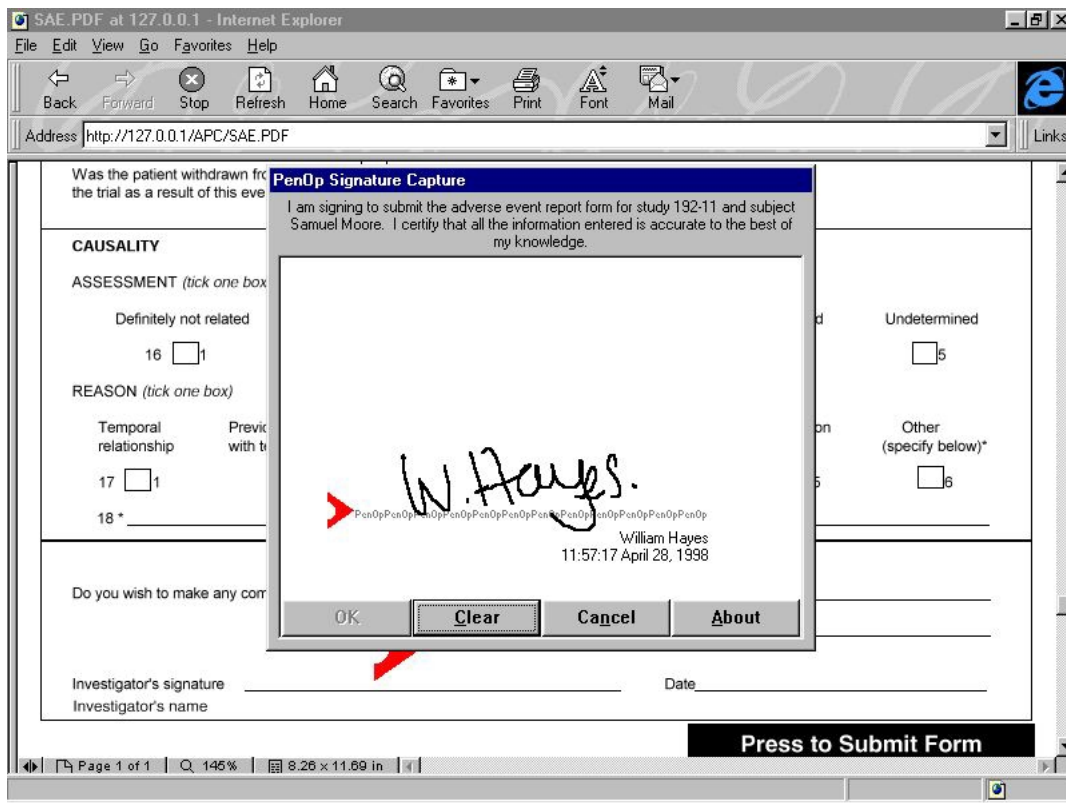 SAE.PDF at 127.0.0.1 - Internet Explorer
File Edit View Go Favorites Help
Back Forward Stop Refresh Home Search Favorites Print Font Mail
Address http://127.0.0.1/APC/SAE.PDF Links
Was the patient withdrawn
the trial as a result of this
PenOp Signature Capture
I am signing to submit the adverse event report form for study 192-11 and subject
Samuel Moore. I certify that all the information entered is accurate to the best of
my knowledge.
CAUSALITY
ASSESSMENT (tick one box
Definitely not related Undetermined
16 1 5
REASON (tick one box)
Temporal Other
relationship with (specify below)*
17 1 6
18 *
W. Hayes.
PenOpPenOpPenOpPenOpPenOpPenOpPenOpPenOpPenOpPenOpPenOpPenOp
William Hayes
11:57:17 April 28, 1998
Do you wish to make any
OK Clear Cancel About
Investigator's signature Date
Investigator's name
Press to Submit Form
Page 1 of 1 145% 8.26 x 11.69 in